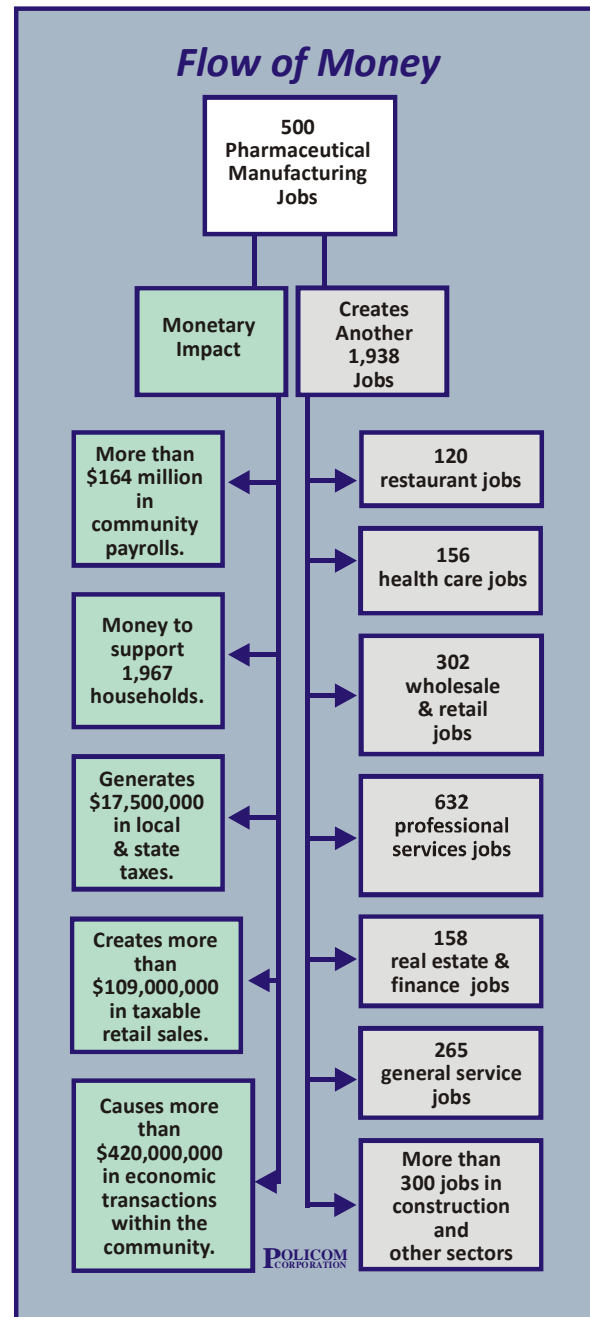 Flow of Money
500
Pharmaceutical
Manufacturing
Jobs
Monetary
Impact
Creates
Another
1,938
Jobs
More than
$164 million
in
community
payrolls.
Money to
support
1,967
households.
Generates
$17,500,000
in local
& state
taxes.
Creates more
than
$109,000,000
in taxable
retail sales.
Causes more
than
$420,000,000
in economic
transactions
within the
community.
120
restaurant jobs
156
health care jobs
302
wholesale
& retail
jobs
632
professional
services jobs
158
real estate &
finance jobs
265
general service
jobs
More than
300 jobs in
construction
and
other sectors
POLICOM
CORPORATION